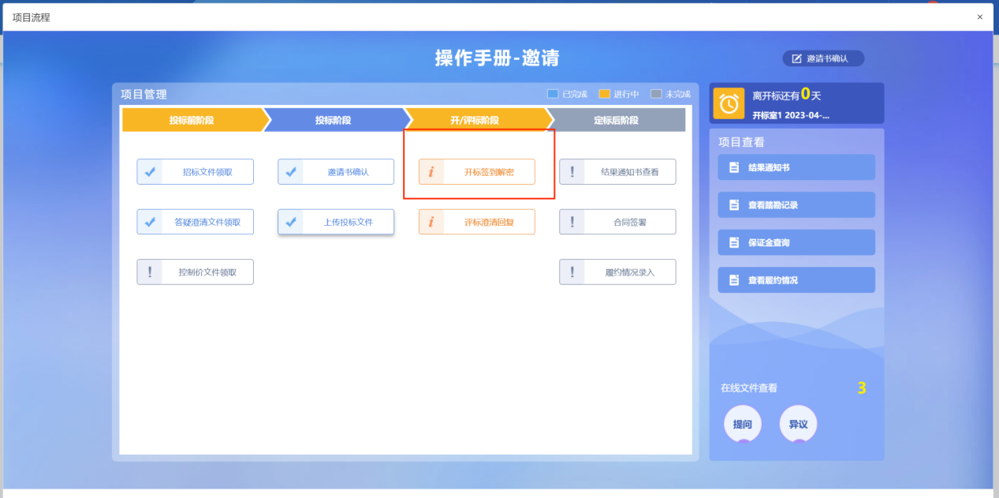 项目流程
×
操作手册-邀请
邀请书确认
项目管理
已完成
进行中
未完成
投标前阶段
投标阶段
开/评标阶段
定标后阶段
招标文件领取
邀请书确认
开标签到解密
结果通知书查看
答疑澄清文件领取
上传投标文件
评标澄清回复
合同签署
控制价文件领取
履约情况录入
离开标还有0天
开标室1 2023-04-...
项目查看
结果通知书
查看踏勘记录
保证金查询
查看履约情况
在线文件查看
3
提问
异议